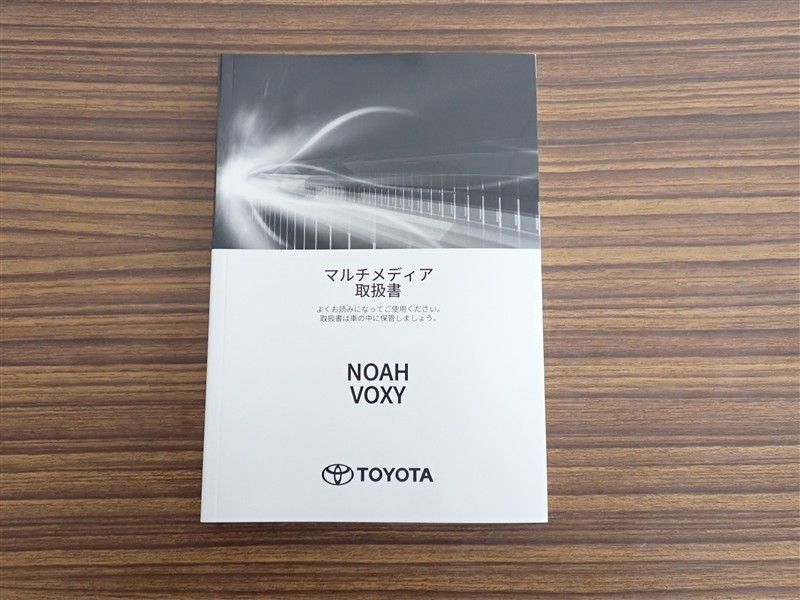 マルチメディア
取扱書
よくお読みになってご使用ください。
取扱書は車の中に保管しましょう。
NOAH
VOXY
TOYOTA